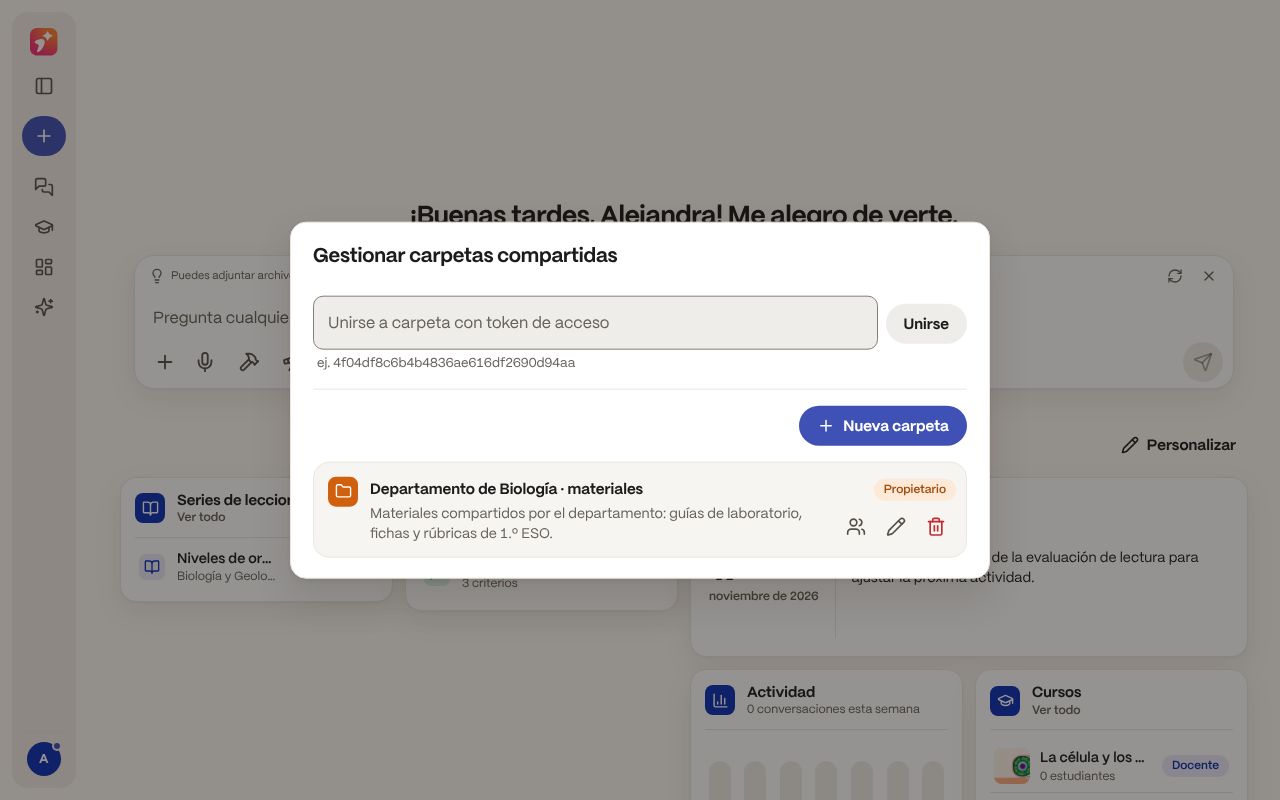 ¡Buenas tardes, Alejandra! Me alegro de verte.
Gestionar carpetas compartidas
Puedes adjuntar
Pregunta
Unirse a carpeta con token de acceso
Unirse
ej. 4f04df8c6b4b4836ae616df2690d94aa
Nueva carpeta
Personalizar
Departamento de Biología · materiales
Propietario
Materiales compartidos por el departamento: guías de laboratorio,
fichas y rúbricas de 1.º ESO.
Series de
Ver todo
Niveles de or...
Biología y Geolo...
3 criterios
noviembre de 2026
de la evaluación de lectura para
ajustar la próxima actividad.
Actividad
0 conversaciones esta semana
Cursos
Ver todo
La célula y los ...
0 estudiantes
Docente
A